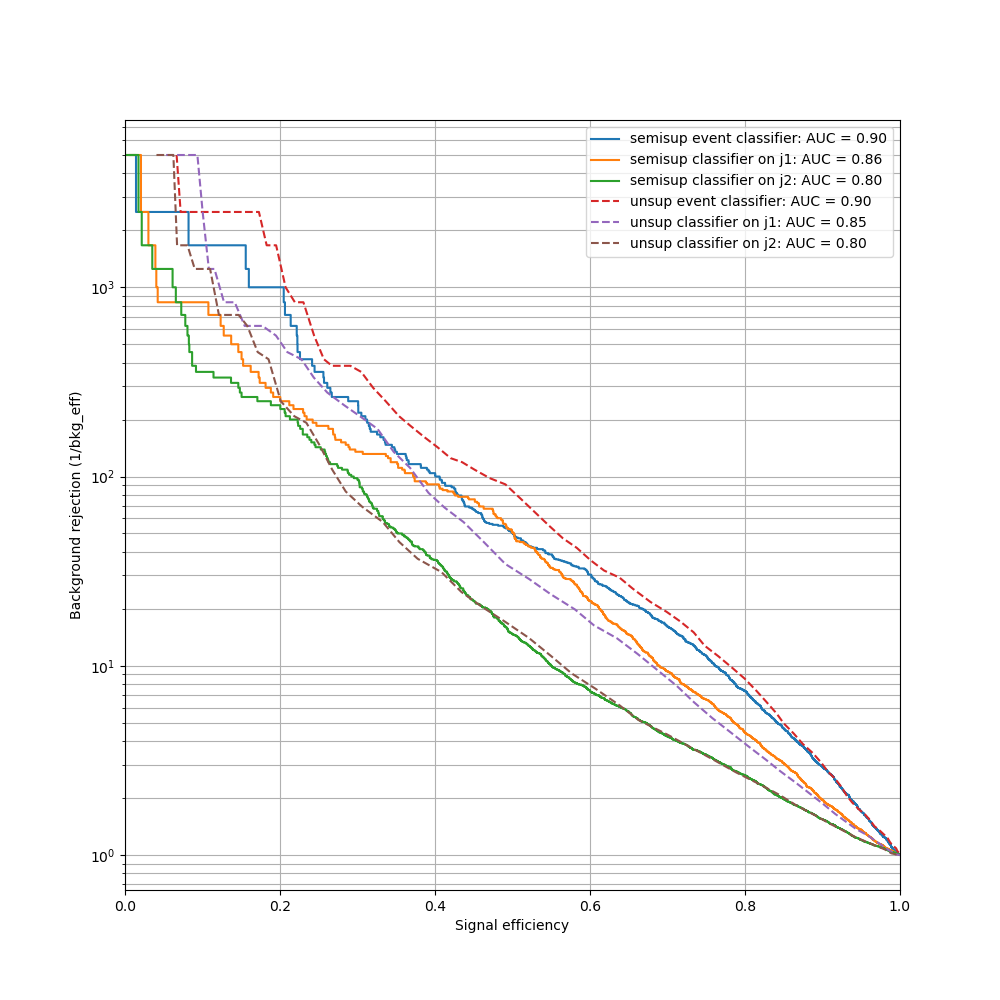 semisup event classifier: AUC = 0.90
semisup classifier on j1: AUC = 0.86
semisup classifier on j2: AUC = 0.80
unsup event classifier: AUC = 0.90
unsup classifier on j1: AUC = 0.85
unsup classifier on j2: AUC = 0.80
Background rejection (1/bkg_eff)
10³
10²
10¹
10⁰
0.0 0.2 0.4 0.6 0.8 1.0
Signal efficiency